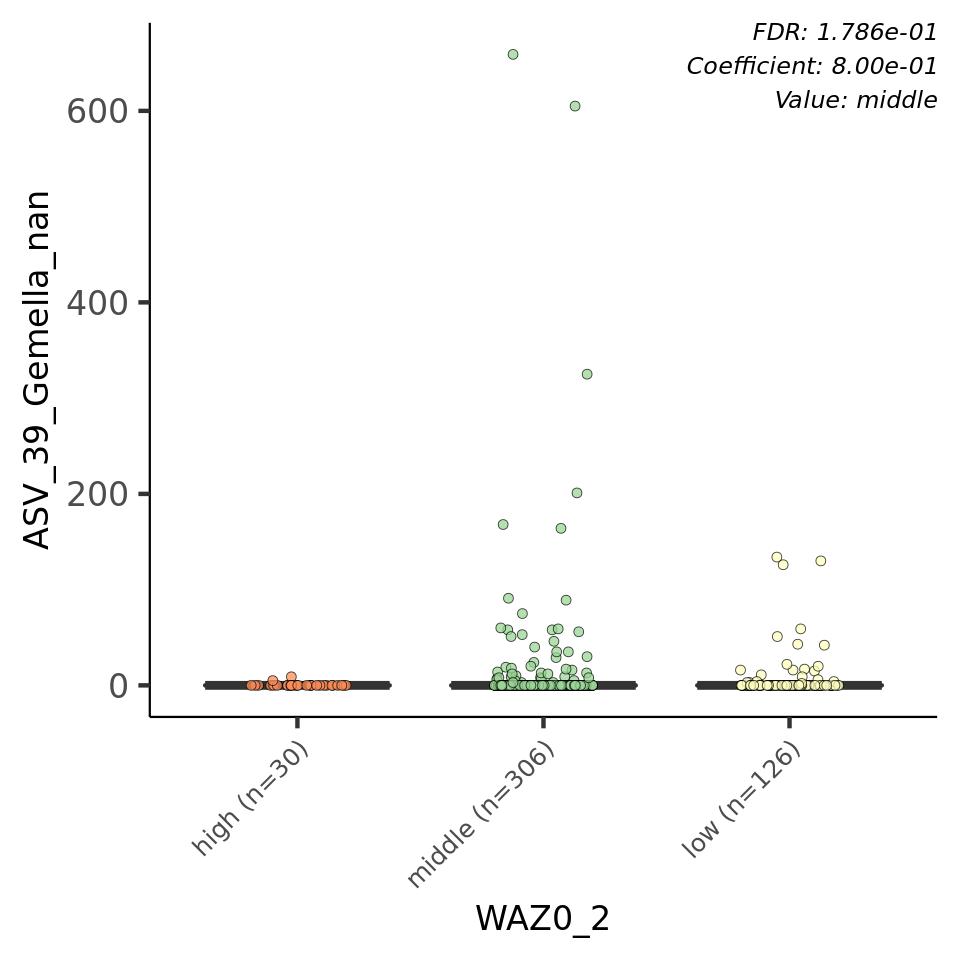 FDR: 1.786e-01
Coefficient: 8.00e-01
Value: middle
ASV_39_Gemella_nan
600
400
200
0
high (n=30)
middle (n=306)
low (n=126)
WAZ0_2